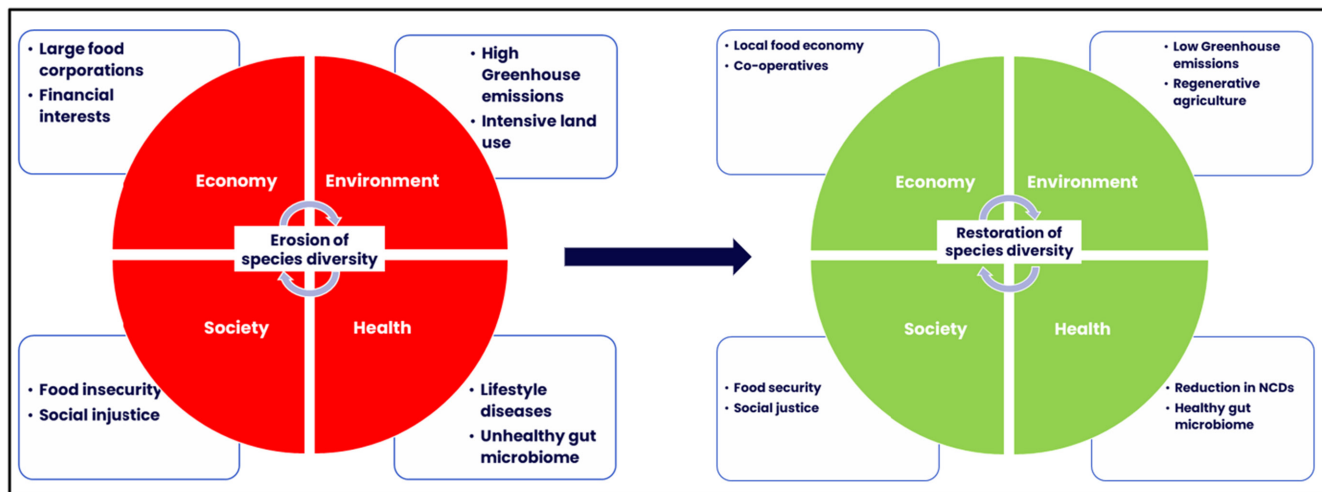 • Large food
corporations
• Financial
interests
• High
Greenhouse
emissions
• Intensive land
use
Economy
Environment
Erosion of
species diversity
Society
Health
• Food insecurity
• Social injustice
• Lifestyle
diseases
• Unhealthy gut
microbiome
• Local food economy
• Co-operatives
• Low Greenhouse
emissions
• Regenerative
agriculture
Economy
Environment
Restoration of
species diversity
Society
Health
• Food security
• Social justice
• Reduction in NCDs
• Healthy gut
microbiome